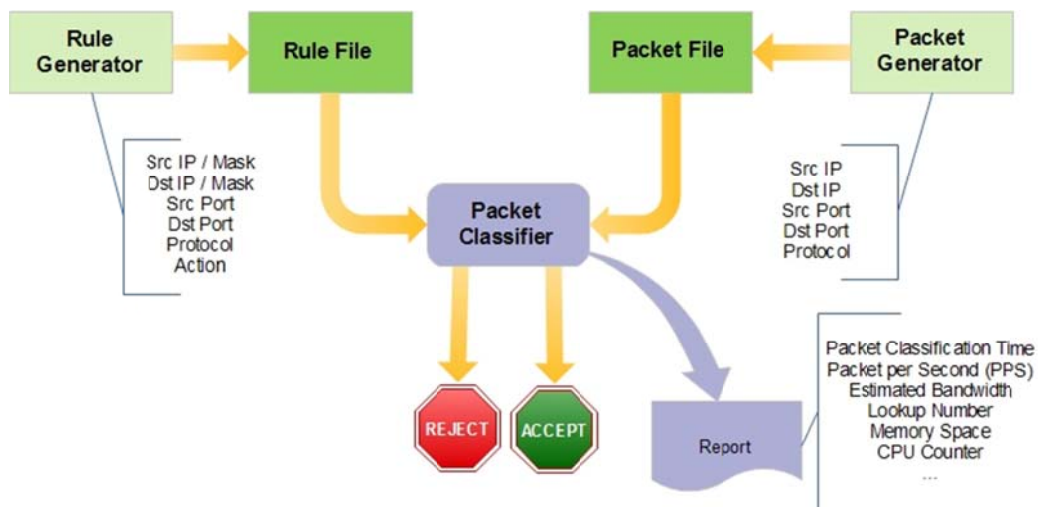 Rule
Generator
Rule File
Packet File
Packet
Generator
Src IP / Mask
Dst IP / Mask
Src Port
Dst Port
Protocol
Action
Packet
Classifier
Src IP
Dst IP
Src Port
Dst Port
Protocol
REJECT
ACCEPT
Report
Packet Classification Time
Packet per Second (PPS)
Estimated Bandwidth
Lookup Number
Memory Space
CPU Counter
...